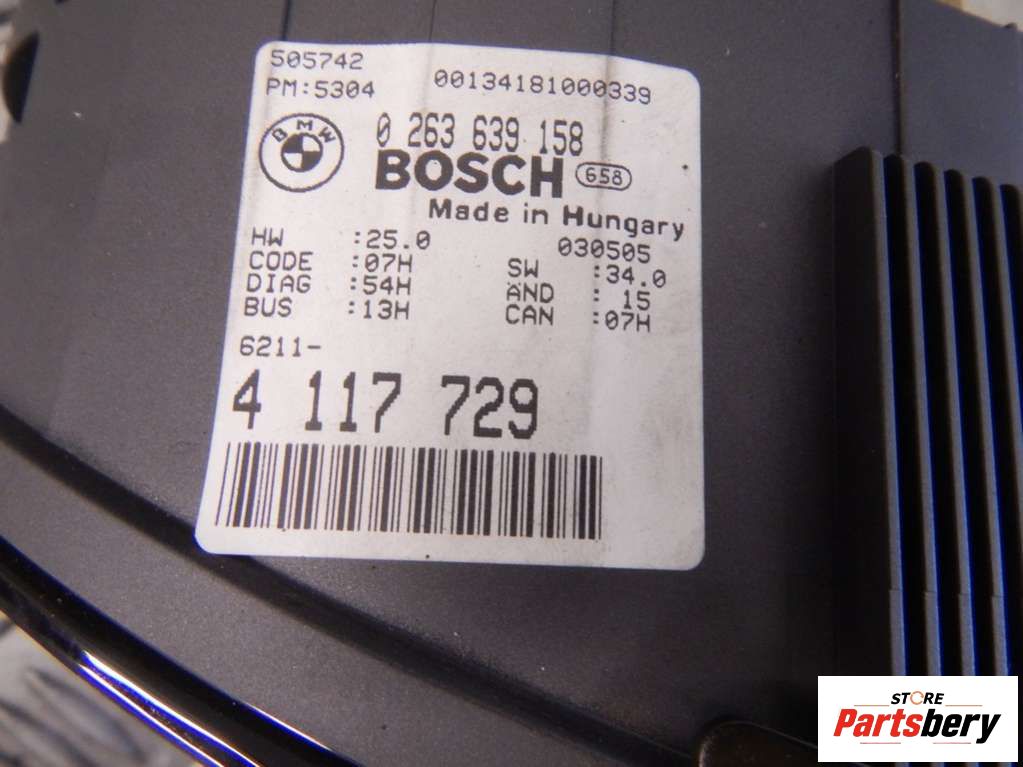 505742
PM:5304 00134181000339
BMW 0 263 639 158
BOSCH 658
Made in Hungary
HW :25.0 030505
CODE :07H SW :34.0
DIAG :54H AND : 15
BUS :13H CAN :07H
6211-
4 117 729
STORE
Partsbery